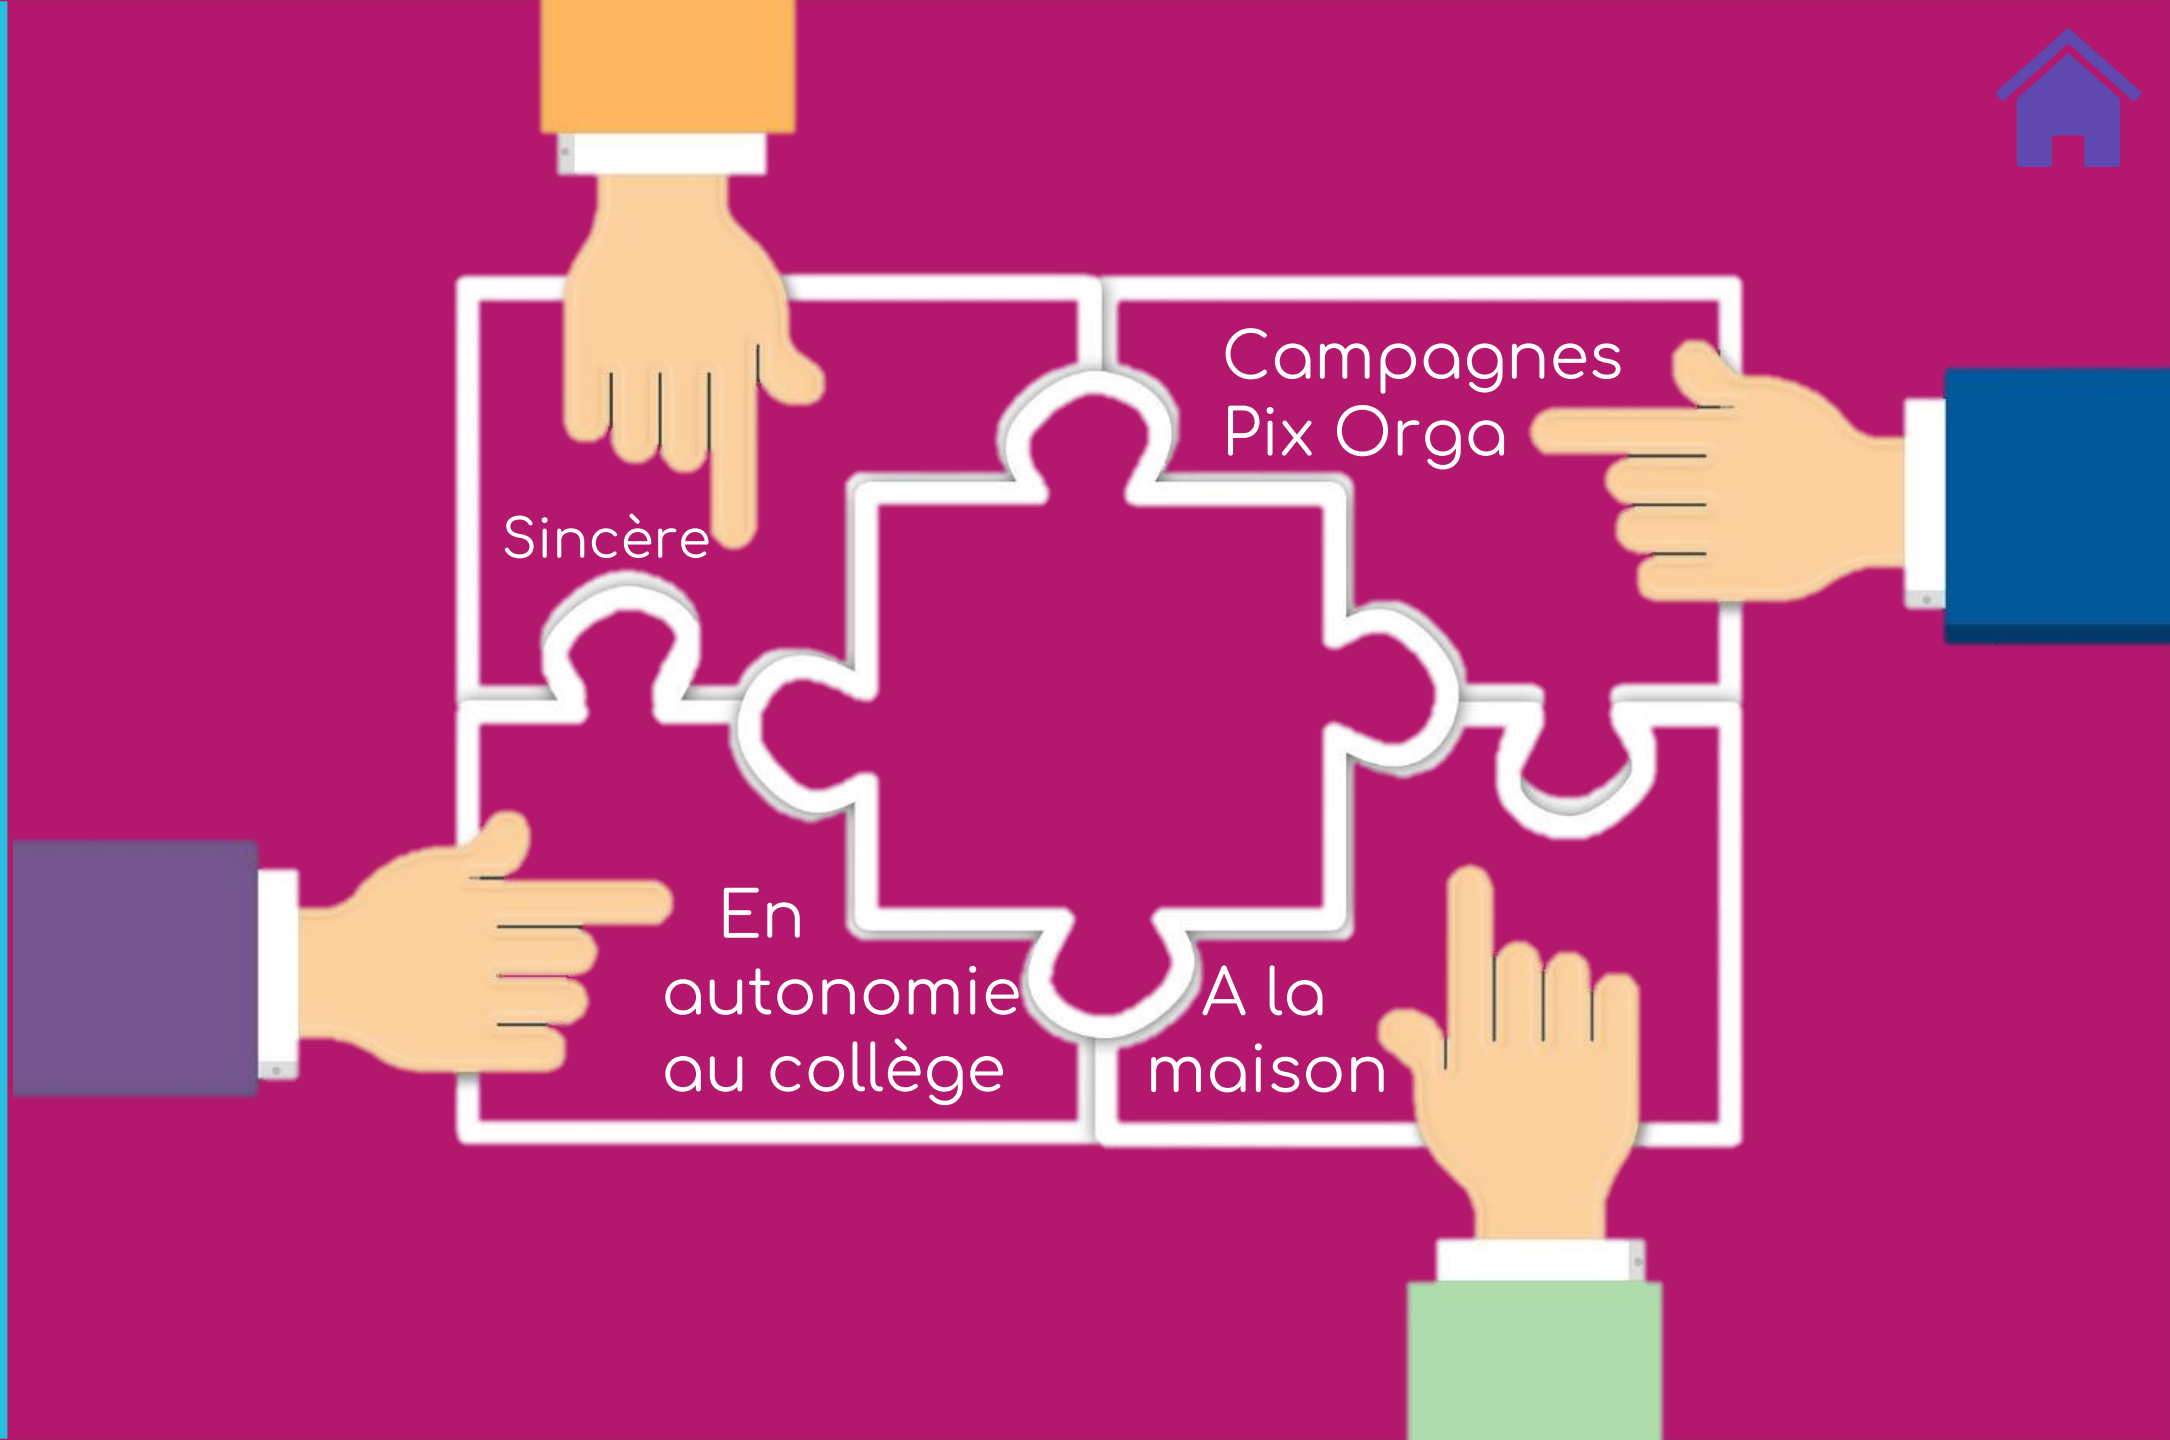 Campagnes
Pix Orga
Sincère
En
autonomie
au collège
A la
maison